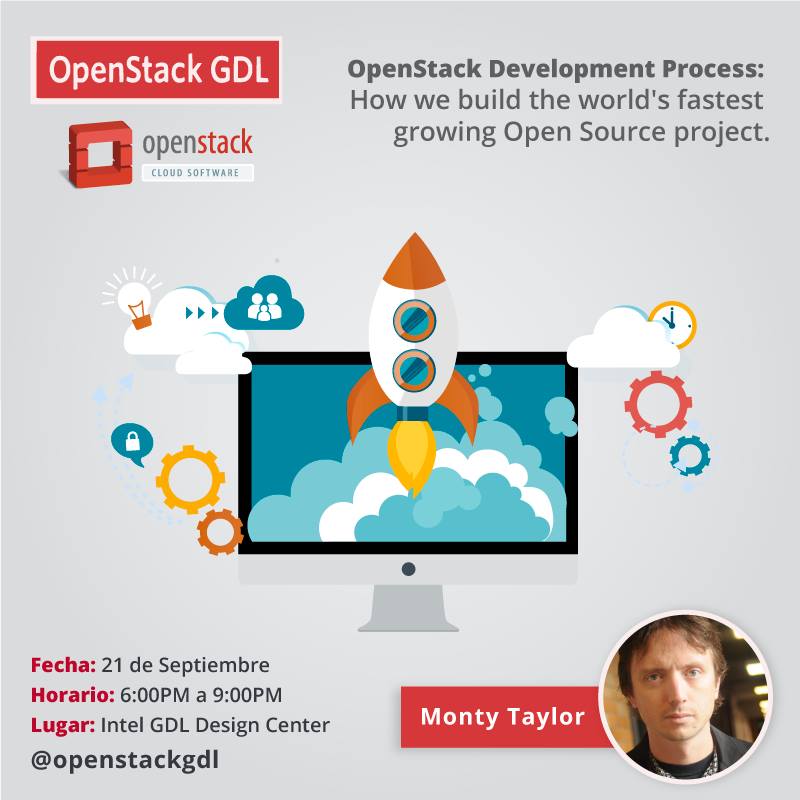 OpenStack GDL
openstack
CLOUD SOFTWARE
OpenStack Development Process:
How we build the world's fastest
growing Open Source project.
Fecha: 21 de Septiembre
Horario: 6:00PM a 9:00PM
Lugar: Intel GDL Design Center
@openstackgdl
Monty Taylor